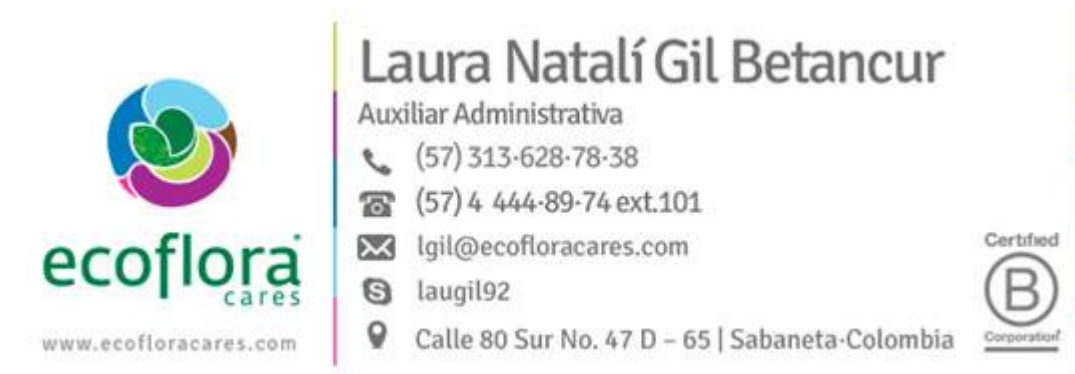 ecoflora
cares
www.ecofloracares.com
Laura Natalí Gil Betancur
Auxiliar Administrativa
(57) 313-628-78-38
(57) 4 444-89-74 ext.101
lgil@ecofloracares.com
laugil92
Calle 80 Sur No. 47 D – 65 | Sabaneta-Colombia
Certified
B
Corporation